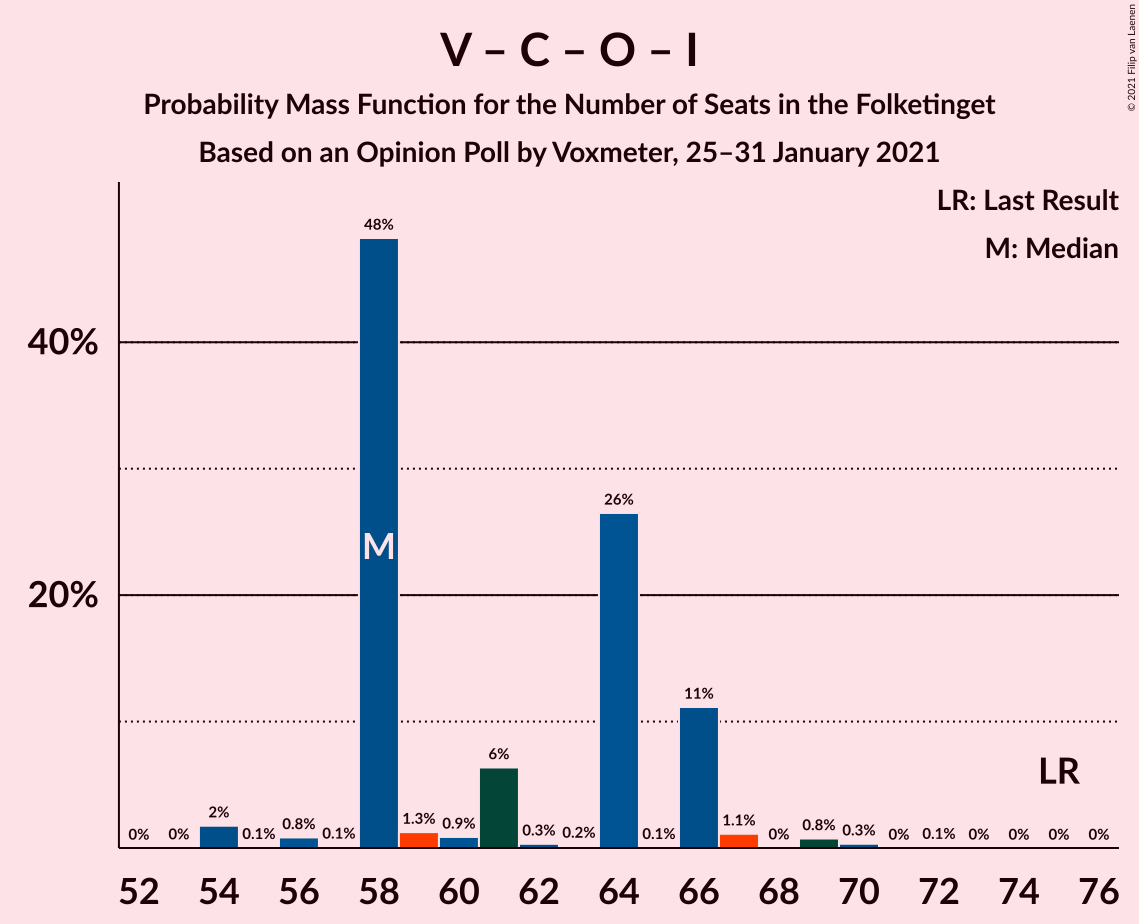 V – C – O – I
Probability Mass Function for the Number of Seats in the Folketinget
Based on an Opinion Poll by Voxmeter, 25–31 January 2021
© 2021 Filip van Laenen
LR: Last Result
M: Median
40%
20%
0% 0% 2% 0.1% 0.8% 0.1% 48% 1.3% 0.9% 6% 0.3% 0.2% 26% 0.1% 11% 1.1% 0% 0.8% 0.3% 0% 0.1% 0% 0% 0% 0%
M
LR
52 54 56 58 60 62 64 66 68 70 72 74 76